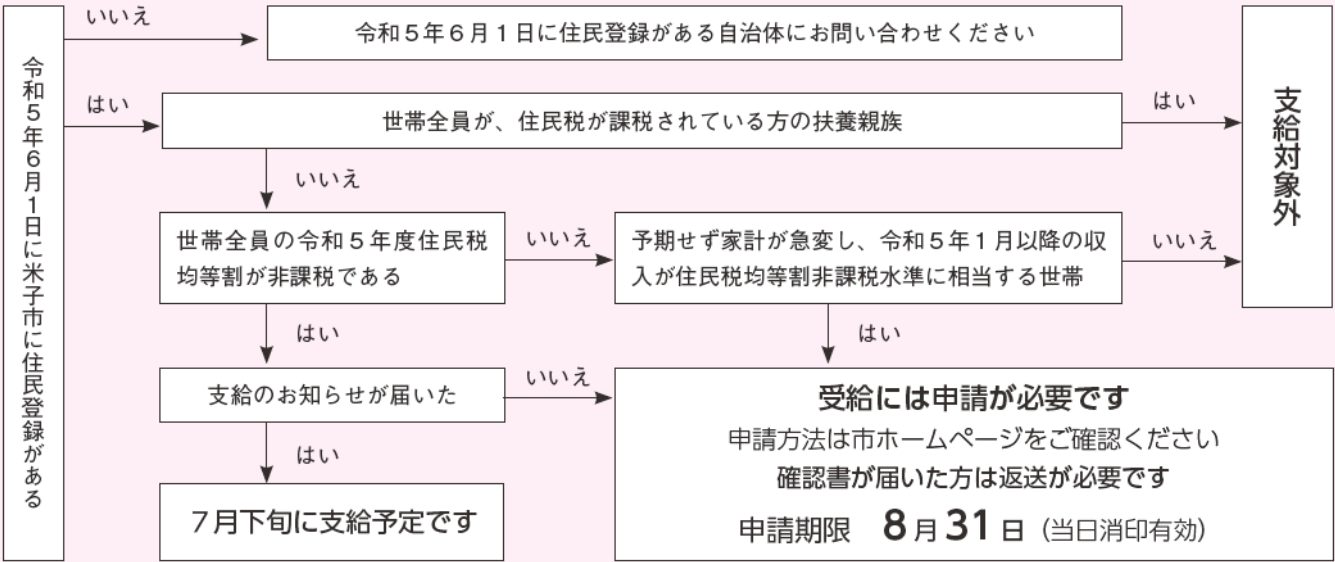 令和５年６月１日に米子市に住民登録がある
いいえ
令和５年６月１日に住民登録がある自治体にお問い合わせください
はい
世帯全員が、住民税が課税されている方の扶養親族
はい
支給対象外
いいえ
世帯全員の令和５年度住民税
均等割が非課税である
いいえ
予期せず家計が急変し、令和５年１月以降の収
入が住民税均等割非課税水準に相当する世帯
いいえ
はい
はい
支給のお知らせが届いた
いいえ
受給には申請が必要です
申請方法は市ホームページをご確認ください
確認書が届いた方は返送が必要です
申請期限　8月31日（当日消印有効）
はい
７月下旬に支給予定です